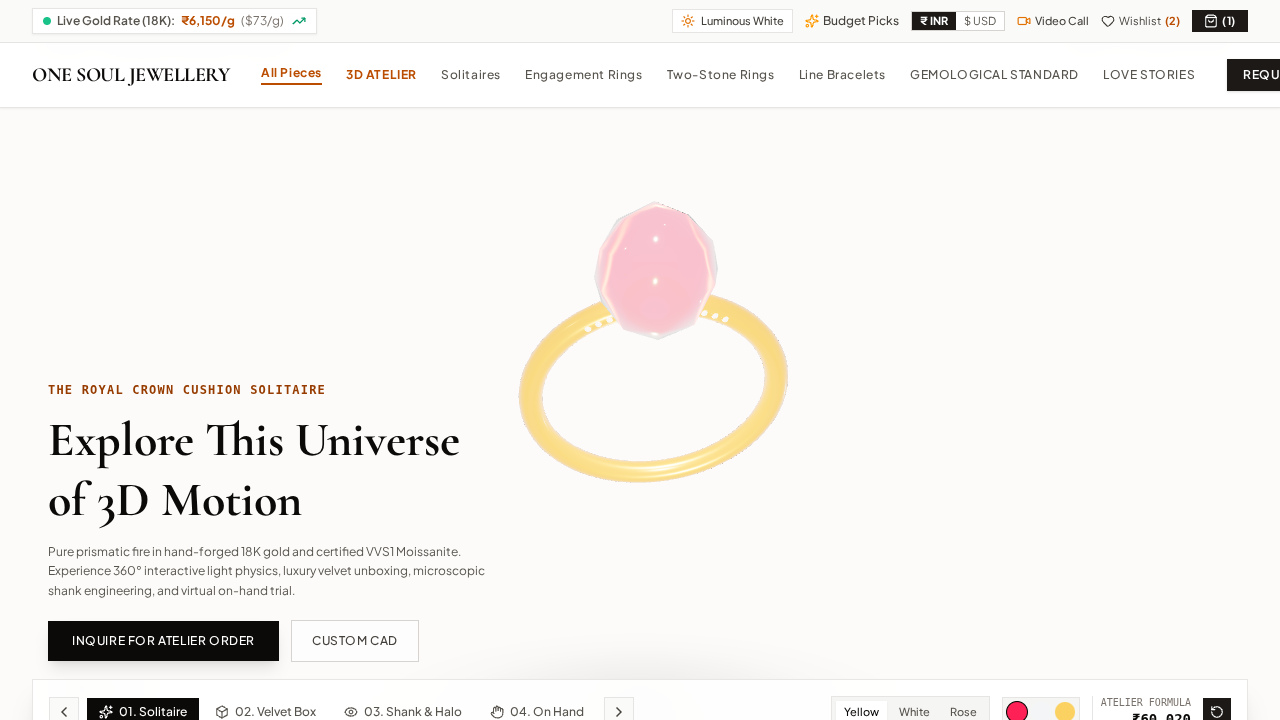 Live Gold Rate (18K): ₹6,150/g ($73/g)
Luminous White
Budget Picks
₹ INR $ USD
Video Call
Wishlist (2)
(1)
ONE SOUL JEWELLERY
All Pieces
3D ATELIER
Solitaires
Engagement Rings
Two-Stone Rings
Line Bracelets
GEMOLOGICAL STANDARD
LOVE STORIES
REQU
THE ROYAL CROWN CUSHION SOLITAIRE
Explore This Universe
of 3D Motion
Pure prismatic fire in hand-forged 18K gold and certified VVS1 Moissanite.
Experience 360° interactive light physics, luxury velvet unboxing, microscopic
shank engineering, and virtual on-hand trial.
INQUIRE FOR ATELIER ORDER
CUSTOM CAD
01. Solitaire
02. Velvet Box
03. Shank & Halo
04. On Hand
Yellow
White
Rose
ATELIER FORMULA
₹60,020